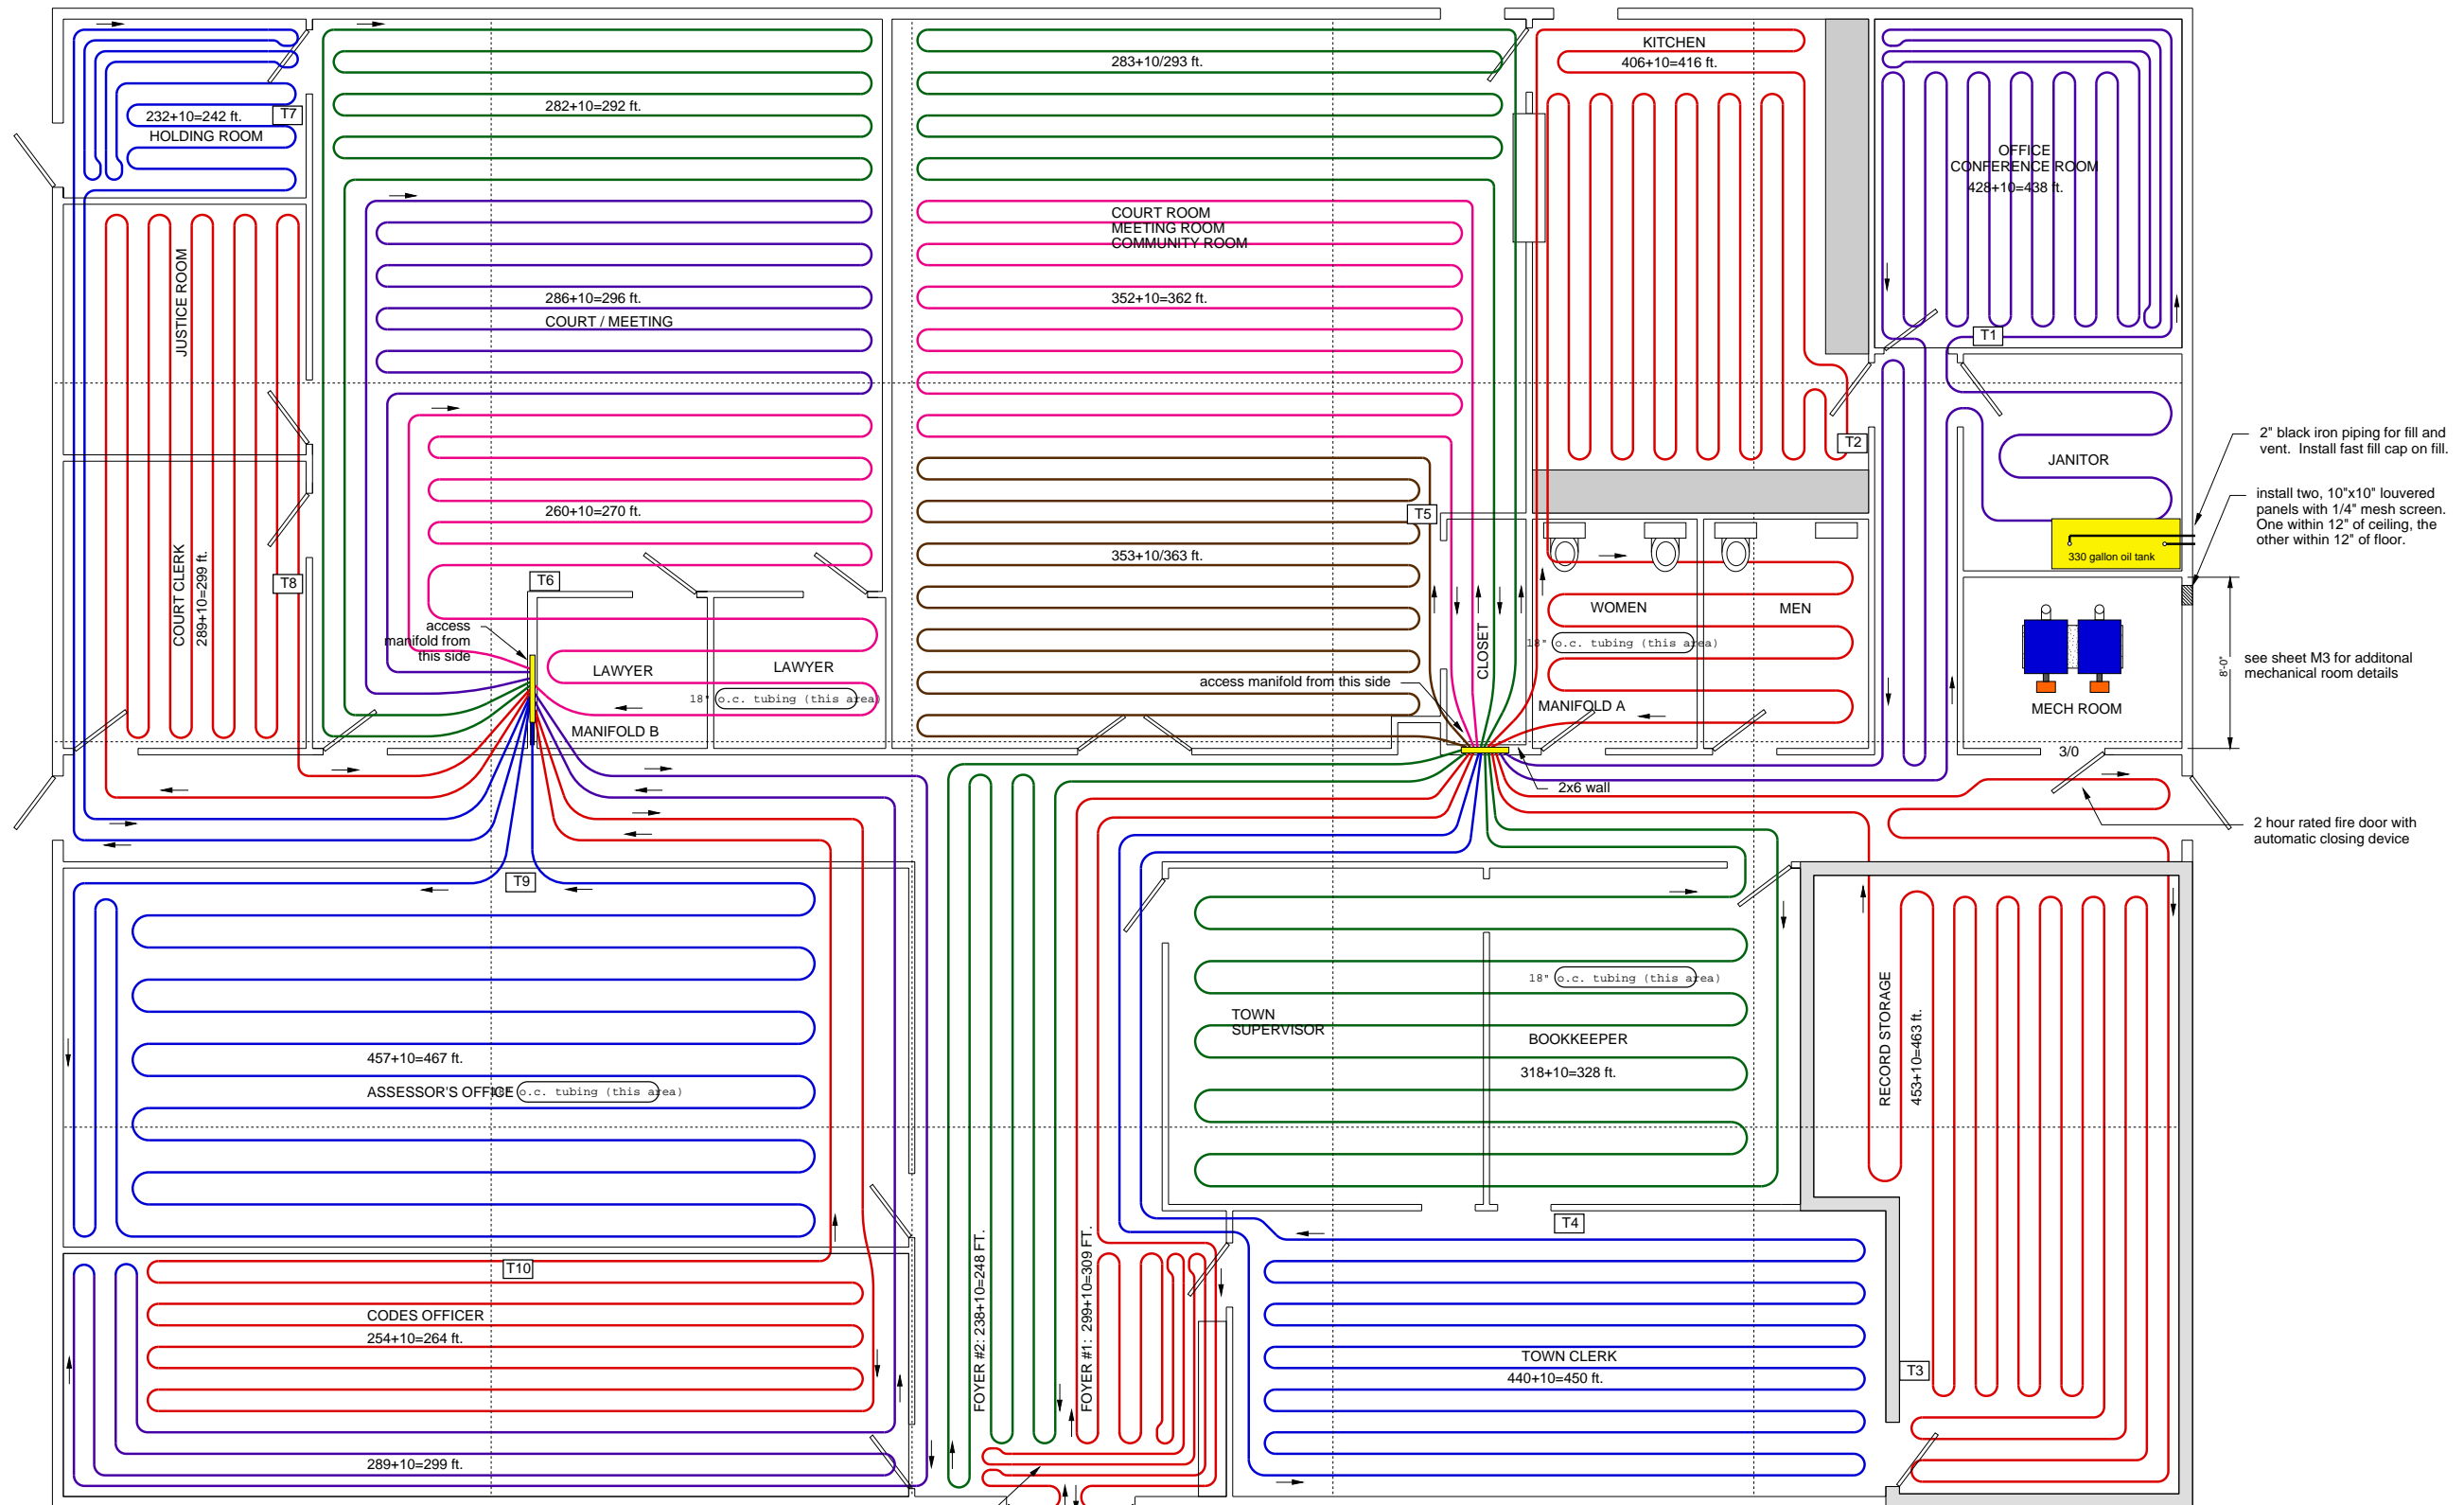 KITCHEN
406+10=416 ft.
283+10/293 ft.
282+10=292 ft.
232+10=242 ft.
T7
HOLDING ROOM
OFFICE
CONFERENCE ROOM
428+10=438 ft.
COURT ROOM
MEETING ROOM
COMMUNITY ROOM
JUSTICE ROOM
286+10=296 ft.
COURT / MEETING
352+10=362 ft.
T1
T2
JANITOR
2" black iron piping for fill and
vent. Install fast fill cap on fill.
install two, 10"x10" louvered
panels with 1/4" mesh screen.
One within 12" of ceiling, the
other within 12" of floor.
330 gallon oil tank
260+10=270 ft.
T5
353+10/363 ft.
COURT CLERK
289+10=299 ft.
T8
T6
access
manifold from
this side
LAWYER
LAWYER
18" o.c. tubing (this area)
MANIFOLD B
WOMEN
MEN
18" o.c. tubing (this area)
CLOSET
access manifold from this side
MANIFOLD A
8'-0"
see sheet M3 for additonal
mechanical room details
MECH ROOM
3/0
2x6 wall
2 hour rated fire door with
automatic closing device
T9
18" o.c. tubing (this area)
TOWN
SUPERVISOR
BOOKKEEPER
318+10=328 ft.
RECORD STORAGE
453+10=463 ft.
457+10=467 ft.
ASSESSOR'S OFFICE
o.c. tubing (this area)
T4
T10
CODES OFFICER
254+10=264 ft.
FOYER #2: 238+10=248 FT.
FOYER #1: 299+10=309 FT.
TOWN CLERK
440+10=450 ft.
T3
289+10=299 ft.